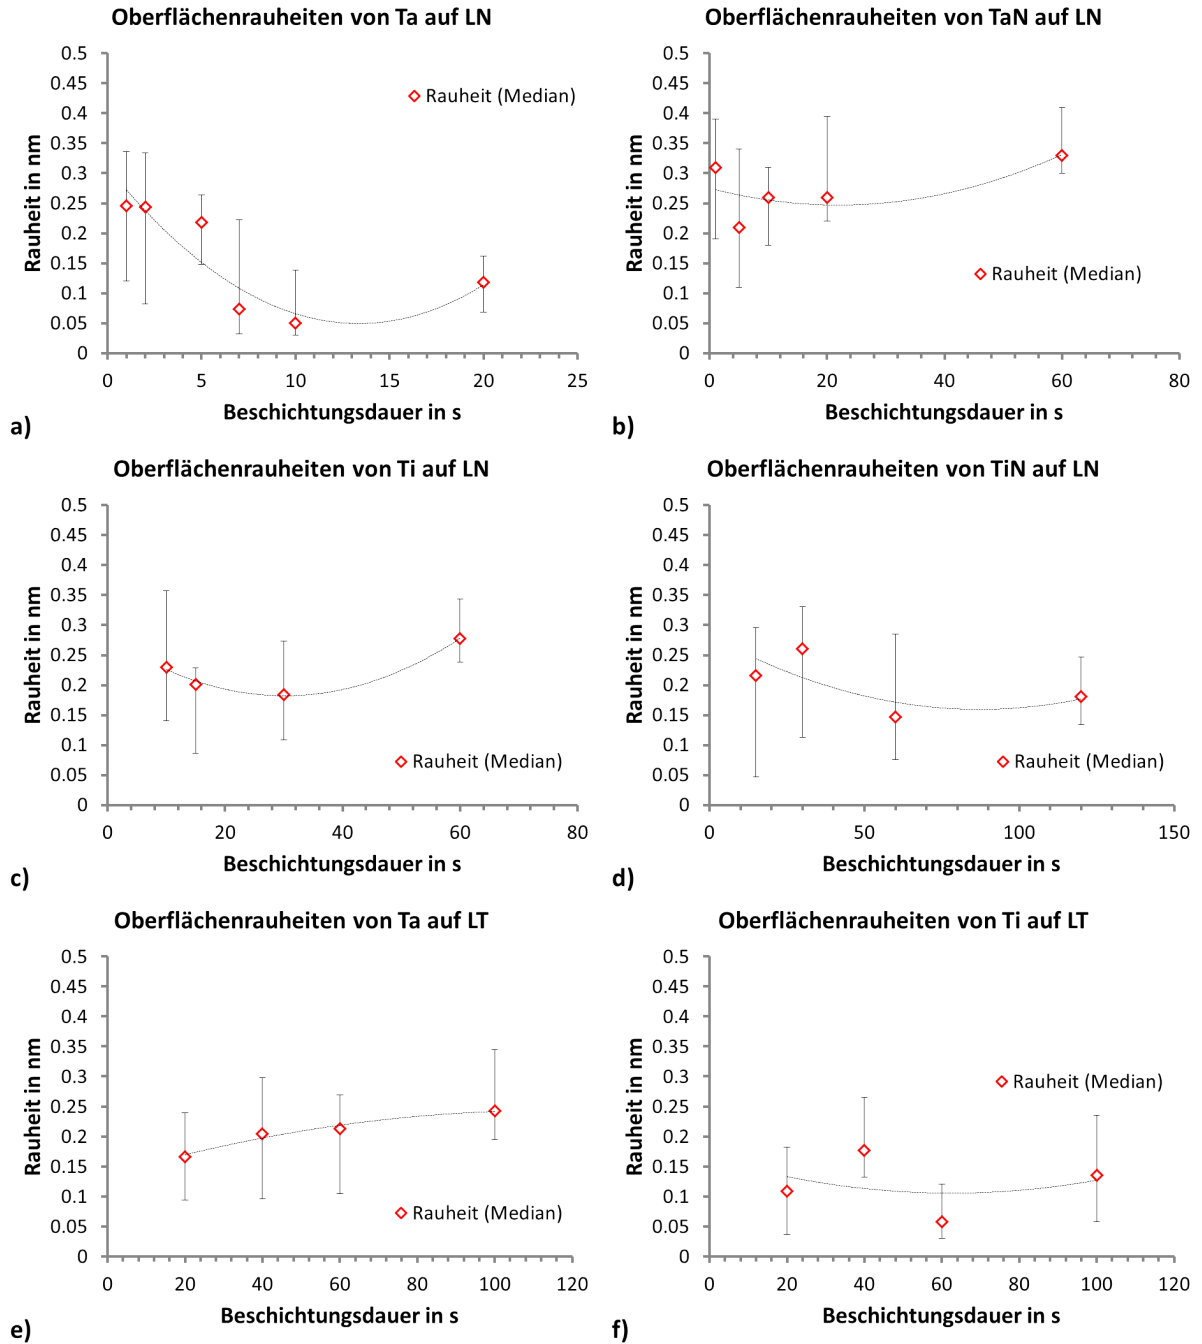 Oberflächenrauheiten von Ta auf LN
0.5
0.45
0.4
0.35
0.3
0.25
0.2
0.15
0.1
0.05
0
Rauheit in nm
Rauheit (Median)
0 5 10 15 20 25
Beschichtungsdauer in s
a)
Oberflächenrauheiten von TaN auf LN
0.5
0.45
0.4
0.35
0.3
0.25
0.2
0.15
0.1
0.05
0
Rauheit in nm
Rauheit (Median)
0 20 40 60 80
Beschichtungsdauer in s
b)
Oberflächenrauheiten von Ti auf LN
0.5
0.45
0.4
0.35
0.3
0.25
0.2
0.15
0.1
0.05
0
Rauheit in nm
Rauheit (Median)
0 20 40 60 80
Beschichtungsdauer in s
c)
Oberflächenrauheiten von TiN auf LN
0.5
0.45
0.4
0.35
0.3
0.25
0.2
0.15
0.1
0.05
0
Rauheit in nm
Rauheit (Median)
0 50 100 150
Beschichtungsdauer in s
d)
Oberflächenrauheiten von Ta auf LT
0.5
0.45
0.4
0.35
0.3
0.25
0.2
0.15
0.1
0.05
0
Rauheit in nm
Rauheit (Median)
0 20 40 60 80 100 120
Beschichtungsdauer in s
e)
Oberflächenrauheiten von Ti auf LT
0.5
0.45
0.4
0.35
0.3
0.25
0.2
0.15
0.1
0.05
0
Rauheit in nm
Rauheit (Median)
0 20 40 60 80 100 120
Beschichtungsdauer in s
f)